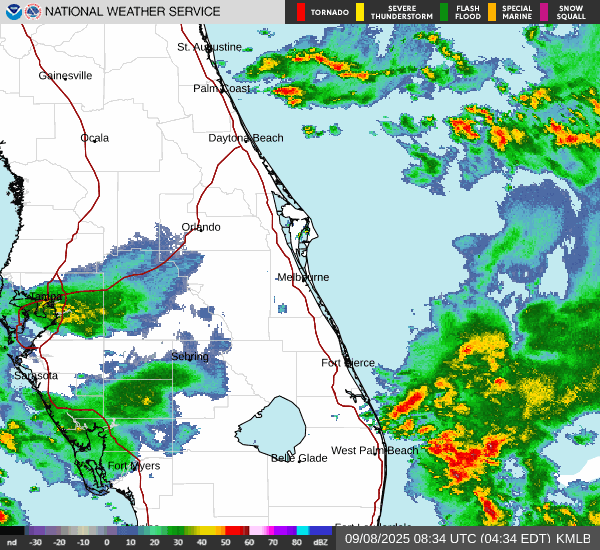 NATIONAL WEATHER SERVICE
TORNADO
SEVERE THUNDERSTORM
FLASH FLOOD
SPECIAL MARINE
SNOW SQUALL
St. Augustine
Gainesville
Palm Coast
Ocala
Daytona Beach
Orlando
Melbourne
Tampa
Sebring
Fort Pierce
Sarasota
West Palm Beach
Belle Glade
Fort Myers
nd -30 -20 -10 0 10 20 30 40 50 60 70 80 dBZ
09/08/2025 08:34 UTC (04:34 EDT) KMLB